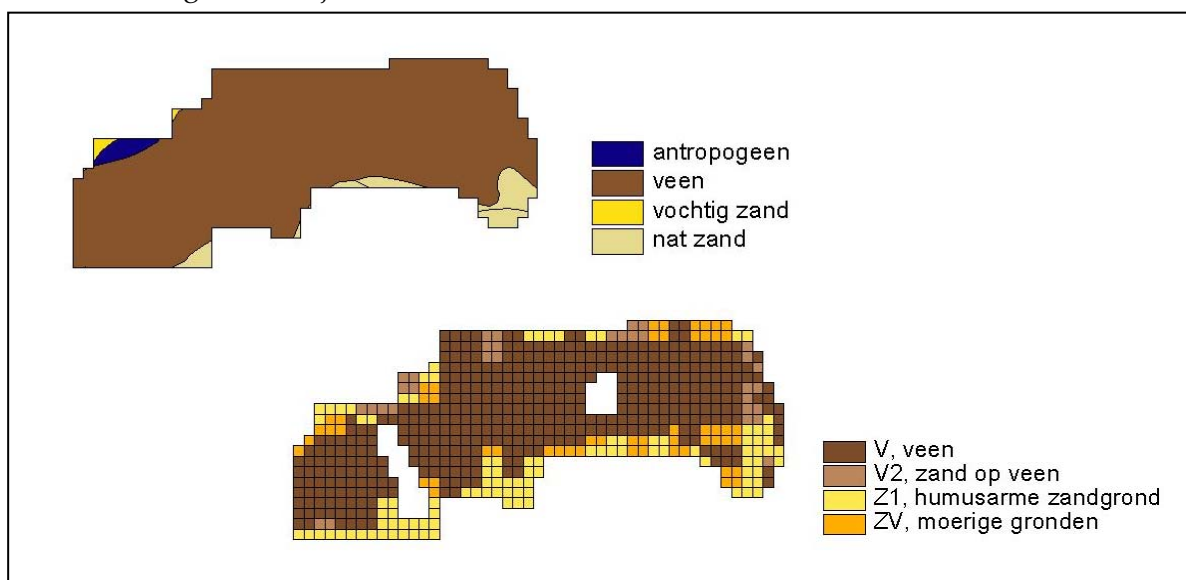 antropogeen
veen
vochtig zand
nat zand
V, veen
V2, zand op veen
Z1, humusarme zandgrond
ZV, moerige gronden